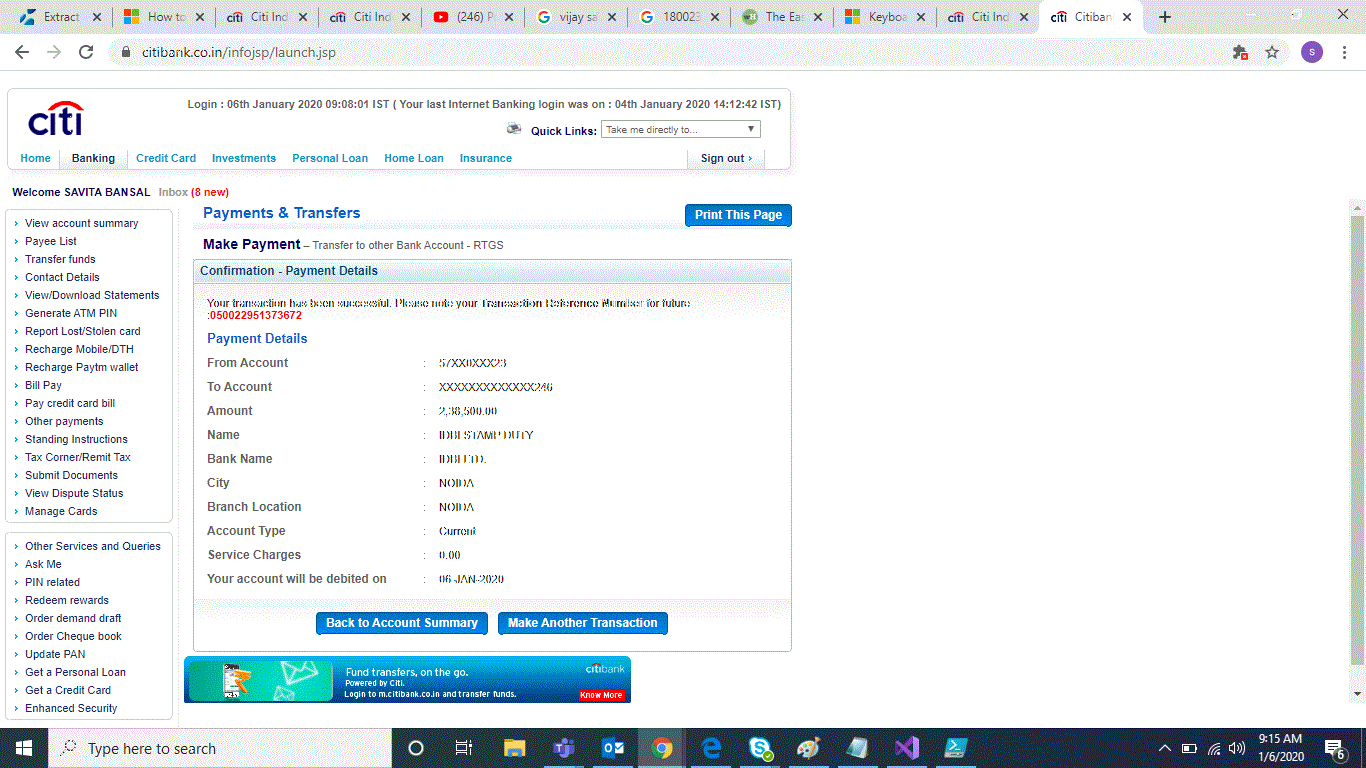 Extract
How to
Citi Ind
Citi Ind
(246) P
vijay sa
180023
The Eas
Keyboa
Citi Ind
Citiban
citibank.co.in/infojsp/launch.jsp
S
citi
Login : 06th January 2020 09:08:01 IST ( Your last Internet Banking login was on : 04th January 2020 14:12:42 IST)
Quick Links: Take me directly to...
Home Banking Credit Card Investments Personal Loan Home Loan Insurance Sign out ›
Welcome SAVITA BANSAL Inbox (8 new)
View account summary
Payee List
Transfer funds
Contact Details
View/Download Statements
Generate ATM PIN
Report Lost/Stolen card
Recharge Mobile/DTH
Recharge Paytm wallet
Bill Pay
Pay credit card bill
Other payments
Standing Instructions
Tax Corner/Remit Tax
Submit Documents
View Dispute Status
Manage Cards
Other Services and Queries
Ask Me
PIN related
Redeem rewards
Order demand draft
Order Cheque book
Update PAN
Get a Personal Loan
Get a Credit Card
Enhanced Security
Payments & Transfers
Print This Page
Make Payment – Transfer to other Bank Account - RTGS
Confirmation - Payment Details
Your transaction has been successful. Please note your Transaction Reference Number for future
:050022951373672
Payment Details
From Account : 57XX0XXX23
To Account : XXXXXXXXXXXXX246
Amount : 2,38,500.00
Name : IDBI STAMP DUTY
Bank Name : IDBI LTD.
City : NOIDA
Branch Location : NOIDA
Account Type : Current
Service Charges : 0.00
Your account will be debited on : 06-JAN-2020
Back to Account Summary
Make Another Transaction
Fund transfers, on the go.
Powered by Citi.
Login to m.citibank.co.in and transfer funds.
citibank
Know More
Type here to search
9:15 AM
1/6/2020
6